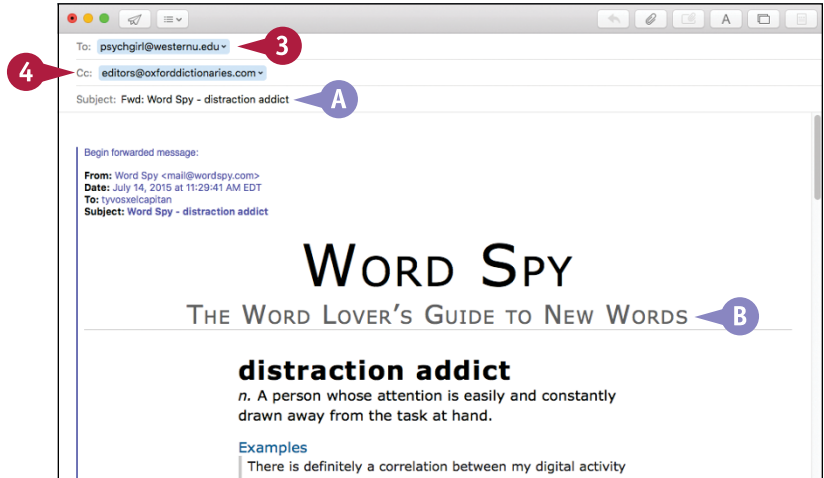 A
To: psychgirl@westernu.edu 3
4 Cc: editors@oxforddictionaries.com
Subject: Fwd: Word Spy - distraction addict A
Begin forwarded message:
From: Word Spy <mail@wordspy.com>
Date: July 14, 2015 at 11:29:41 AM EDT
To: tyvosxelcapitan
Subject: Word Spy - distraction addict
WORD SPY
THE WORD LOVER'S GUIDE TO NEW WORDS B
distraction addict
n. A person whose attention is easily and constantly
drawn away from the task at hand.
Examples
There is definitely a correlation between my digital activity